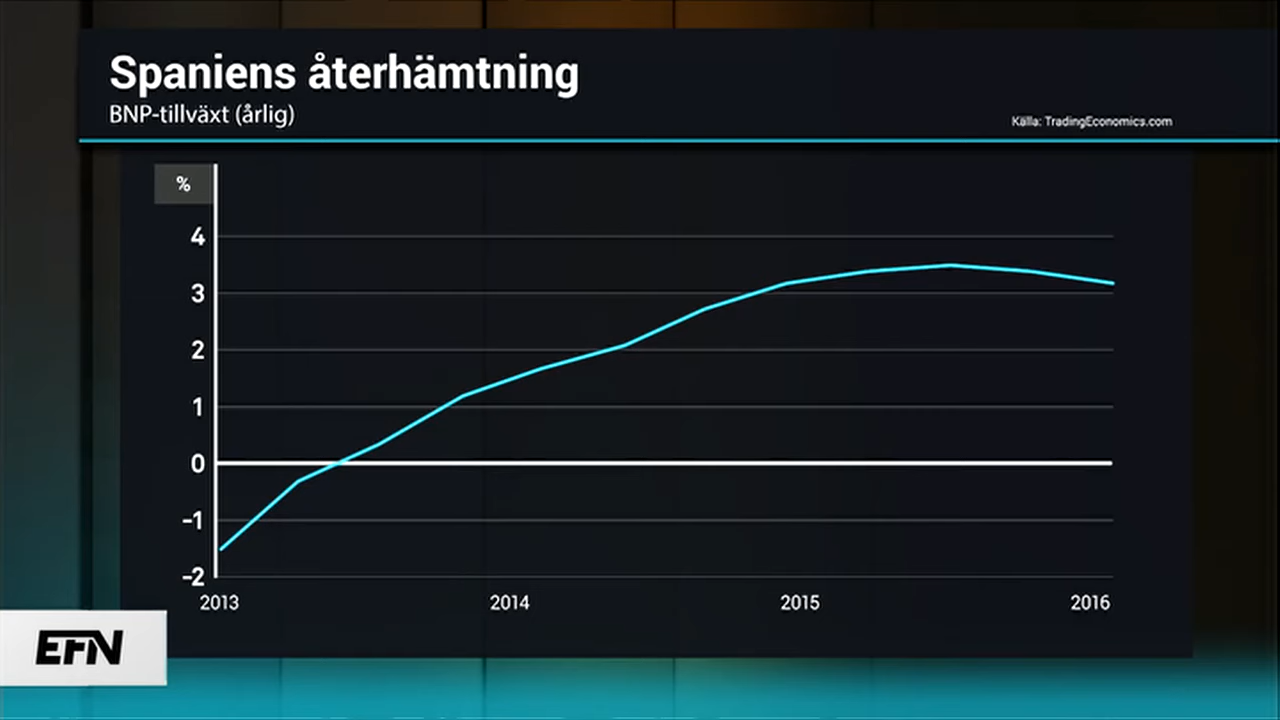 Spaniens återhämtning
BNP-tillväxt (årlig)
Källa: TradingEconomics.com
%
4
3
2
1
0
-1
-2
2013 2014 2015 2016
EFN